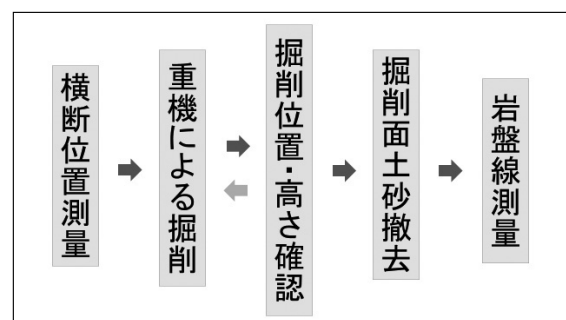 横断位置測量
重機による掘削
掘削位置・高さ確認
掘削面土砂撤去
岩盤線測量